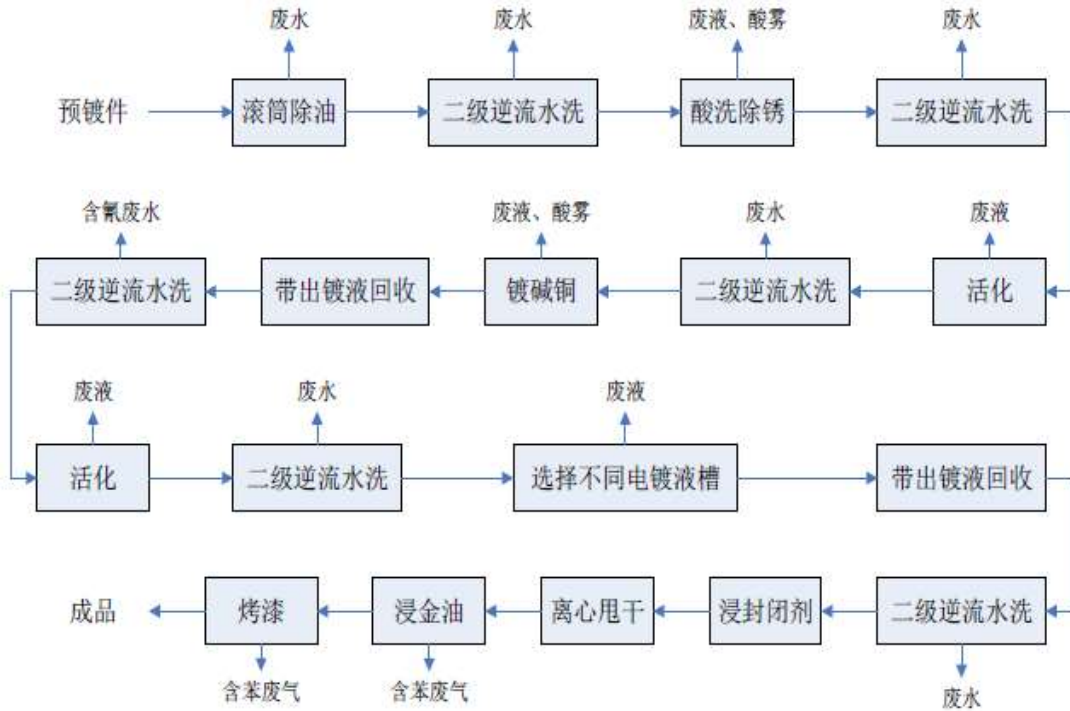 废水
废水
废液、酸雾
废水
预镀件
滚筒除油
二级逆流水洗
酸洗除锈
二级逆流水洗
含氰废水
废液、酸雾
废水
废液
二级逆流水洗
带出镀液回收
镀碱铜
二级逆流水洗
活化
废液
废水
废液
活化
二级逆流水洗
选择不同电镀液槽
带出镀液回收
成品
烤漆
浸金油
离心甩干
浸封闭剂
二级逆流水洗
含苯废气
含苯废气
废水